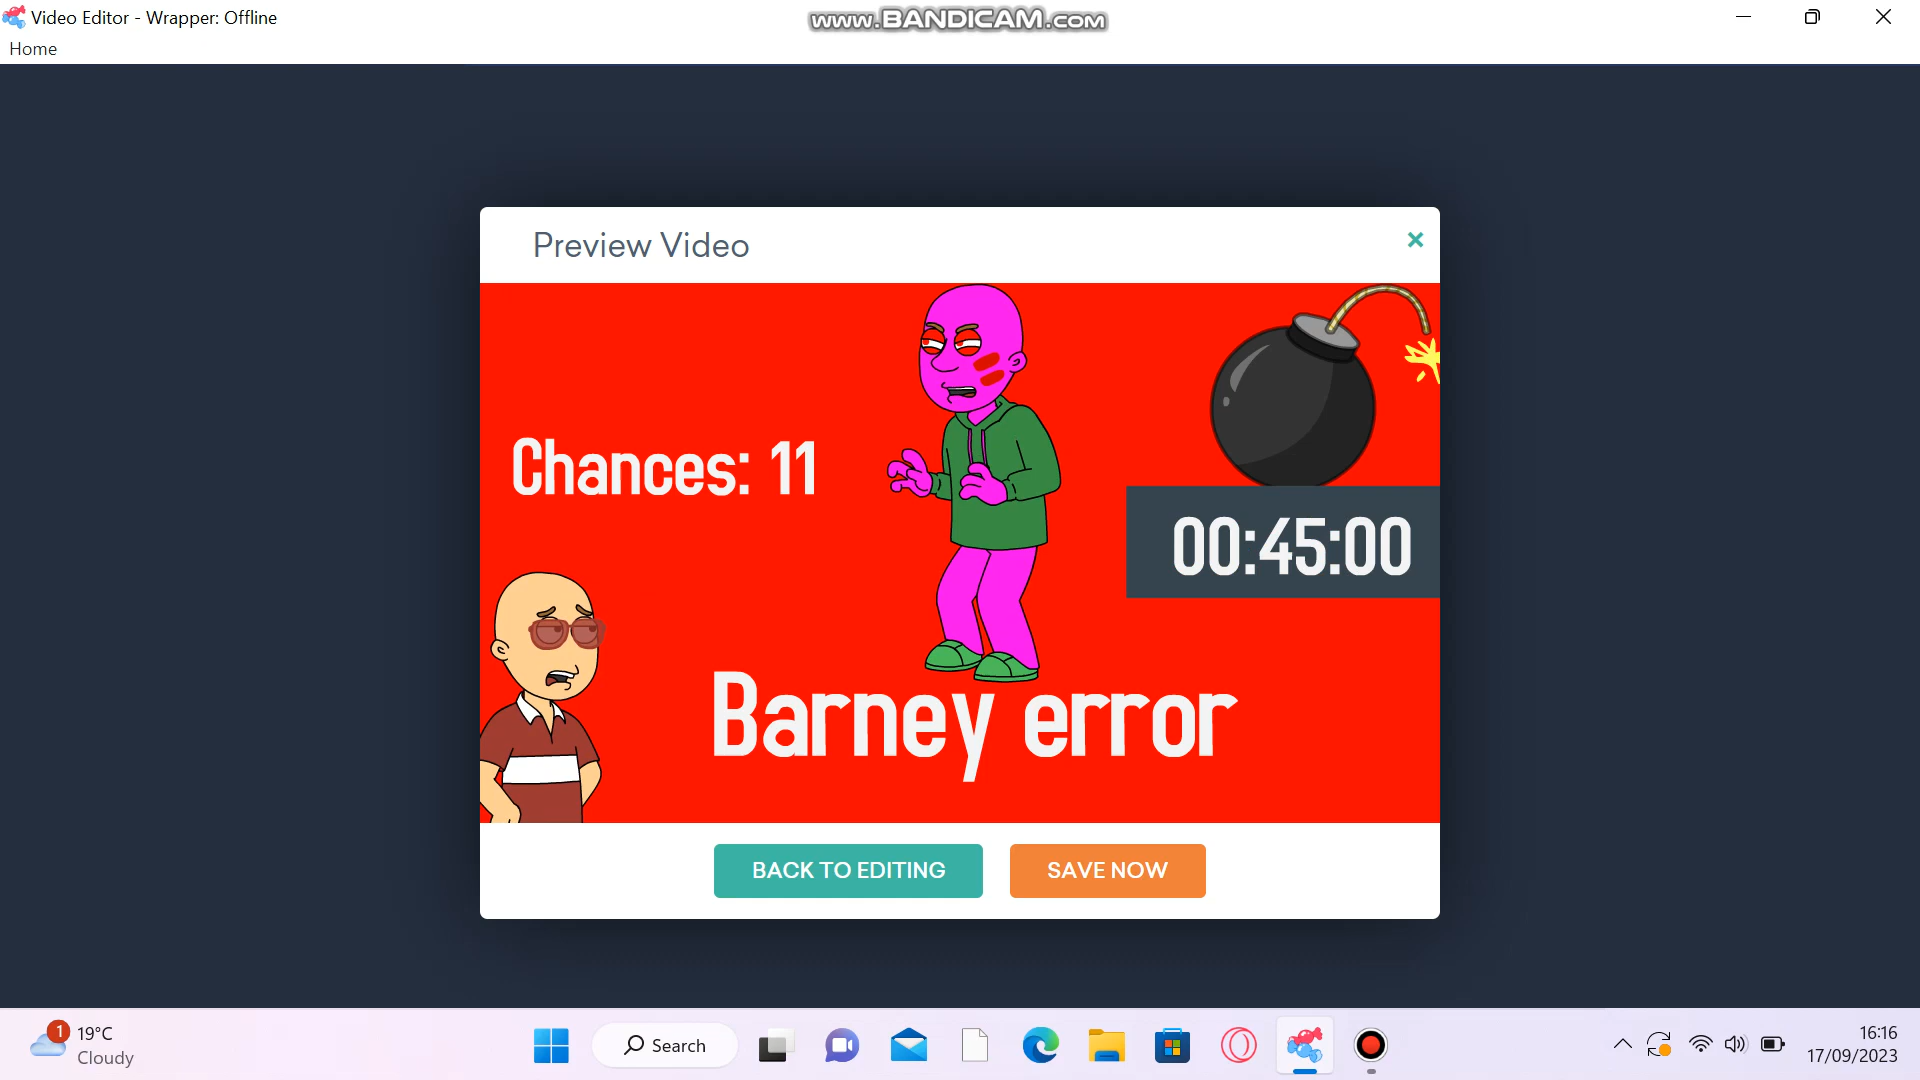 Video Editor - Wrapper: Offline
www.BANDICAM.com
Home
Preview Video
Chances: 11
00:45:00
Barney error
BACK TO EDITING
SAVE NOW
1
19°C
Cloudy
Search
16:16
17/09/2023